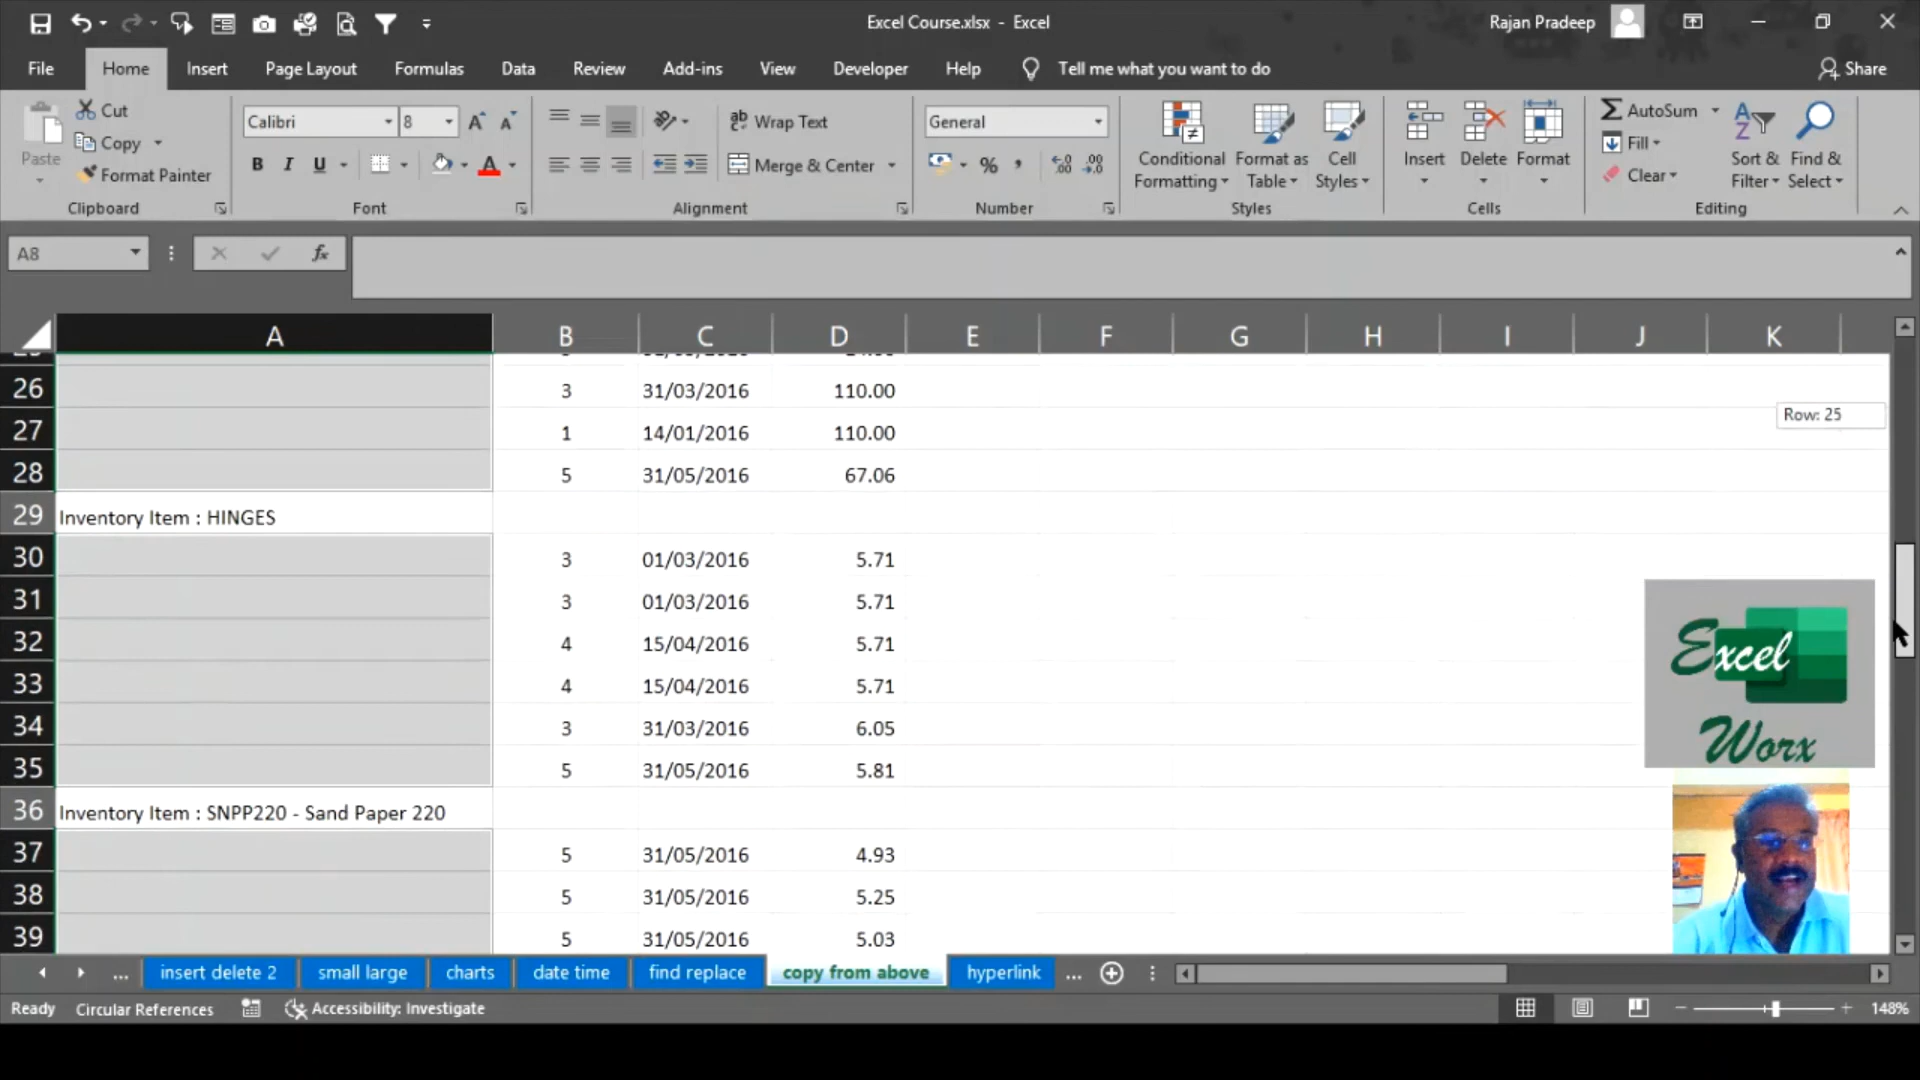 Excel Course.xlsx - Excel
Rajan Pradeep
File Home Insert Page Layout Formulas Data Review Add-ins View Developer Help Tell me what you want to do Share
Paste
Cut
Copy
Format Painter
Clipboard
Calibri 8
B I U A
Font
Wrap Text
Merge & Center
Alignment
General
%
Number
Conditional Formatting
Format as Table
Cell Styles
Styles
Insert
Delete
Format
Cells
AutoSum
Fill
Clear
Sort & Filter
Find & Select
Editing
A8 fx
A B C D E F G H I J K
26 3 31/03/2016 110.00
Row: 25
27 1 14/01/2016 110.00
28 5 31/05/2016 67.06
29 Inventory Item : HINGES
30 3 01/03/2016 5.71
31 3 01/03/2016 5.71
32 4 15/04/2016 5.71
33 4 15/04/2016 5.71
34 3 31/03/2016 6.05
35 5 31/05/2016 5.81
36 Inventory Item : SNPP220 - Sand Paper 220
37 5 31/05/2016 4.93
38 5 31/05/2016 5.25
39 5 31/05/2016 5.03
Excel
Worx
... insert delete 2 small large charts date time find replace copy from above hyperlink ...
Ready Circular References Accessibility: Investigate 148%